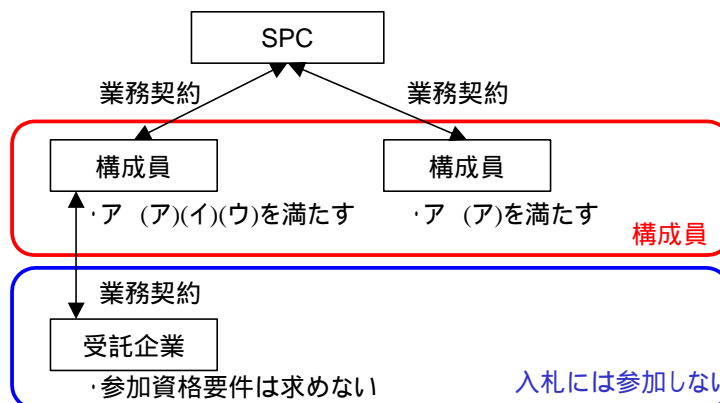 SPC
業務契約 業務契約
構成員 構成員
・ア (ア)(イ)(ウ)を満たす ・ア (ア)を満たす
構成員
業務契約
受託企業
・参加資格要件は求めない 入札には参加しない